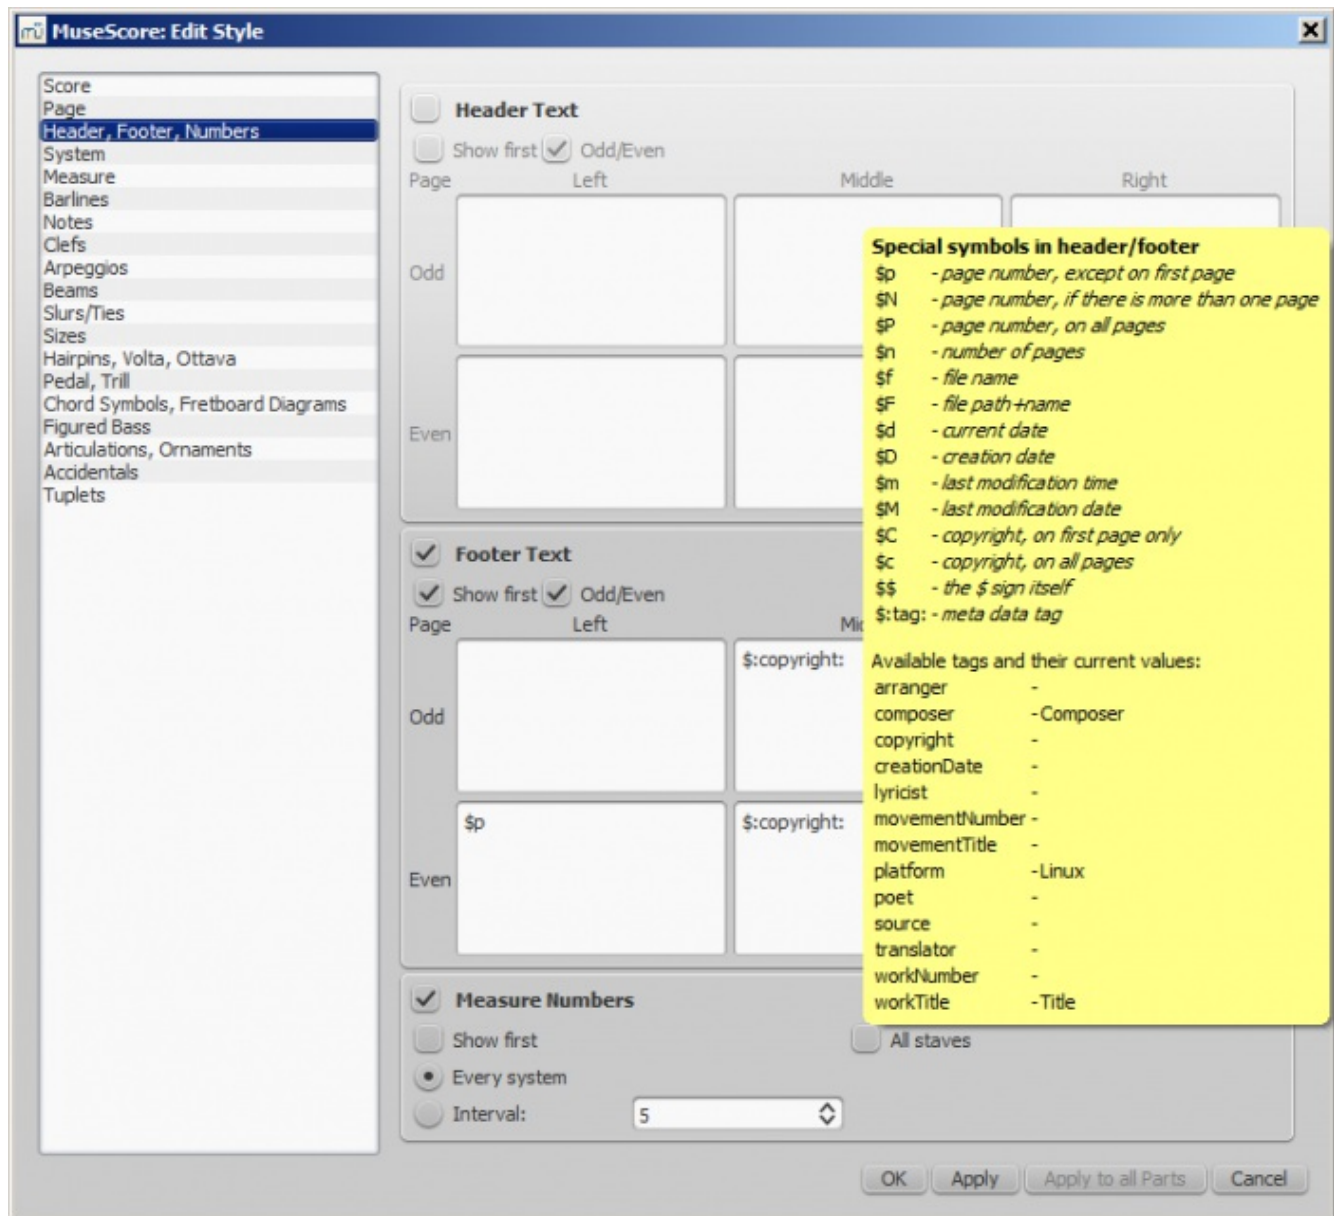 MuseScore: Edit Style
Score
Page
Header, Footer, Numbers
System
Measure
Barlines
Notes
Clefs
Arpeggios
Beams
Slurs/Ties
Sizes
Hairpins, Volta, Ottava
Pedal, Trill
Chord Symbols, Fretboard Diagrams
Figured Bass
Articulations, Ornaments
Accidentals
Tuplets
Header Text
Show first Odd/Even
Page Left Middle Right
Odd
Even
Footer Text
Show first Odd/Even
Page Left
Odd $:copyright:
Even $p $:copyright:
Special symbols in header/footer
$p - page number, except on first page
$N - page number, if there is more than one page
$P - page number, on all pages
$n - number of pages
$f - file name
$F - file path+name
$d - current date
$D - creation date
$m - last modification time
$M - last modification date
$C - copyright, on first page only
$c - copyright, on all pages
$$ - the $ sign itself
$:tag: - meta data tag
Available tags and their current values:
arranger -
composer -Composer
copyright -
creationDate -
lyricist -
movementNumber -
movementTitle -
platform -Linux
poet -
source -
translator -
workNumber -
workTitle -Title
Measure Numbers
Show first All staves
Every system
Interval: 5
OK Apply Apply to all Parts Cancel